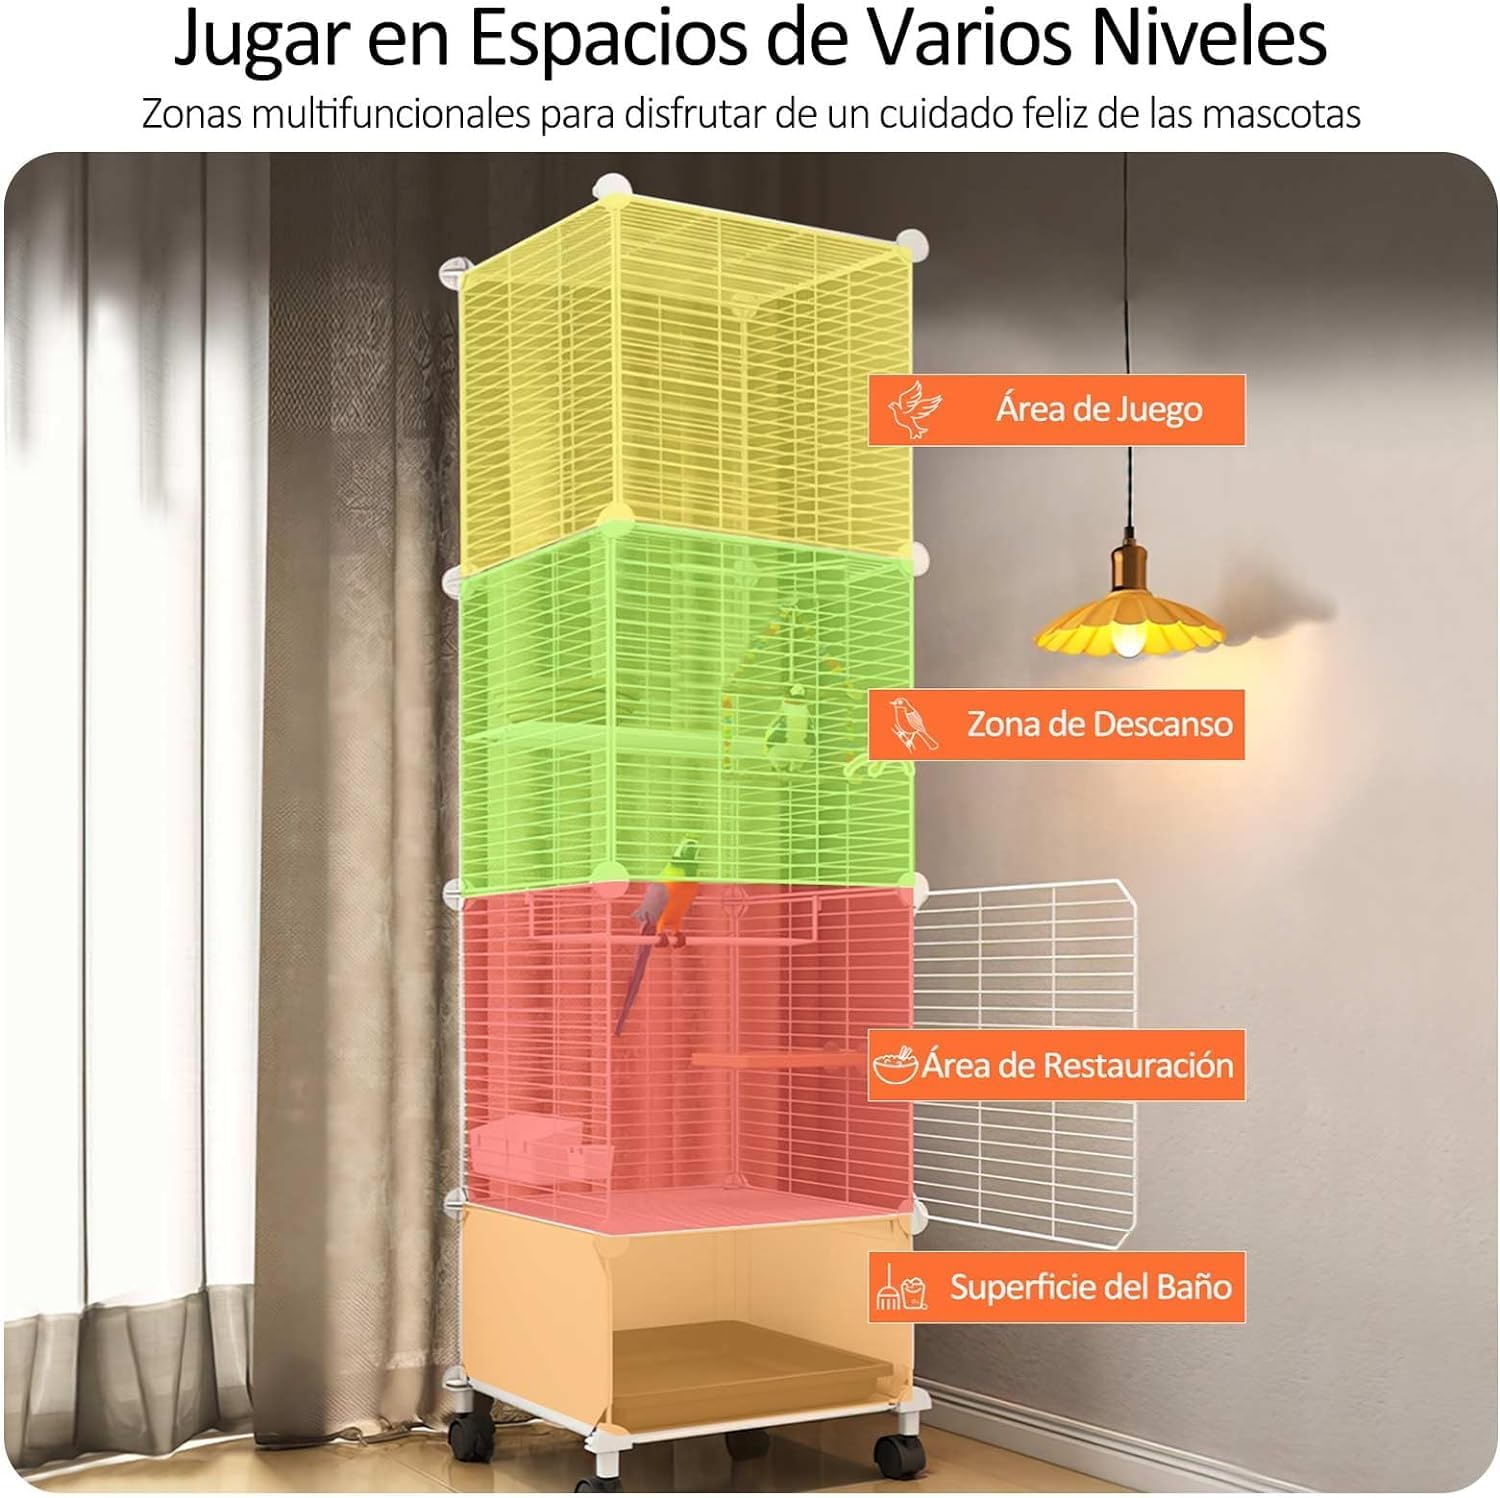 Jugar en Espacios de Varios Niveles
Zonas multifuncionales para disfrutar de un cuidado feliz de las mascotas
Área de Juego
Zona de Descanso
Área de Restauración
Superficie del Baño